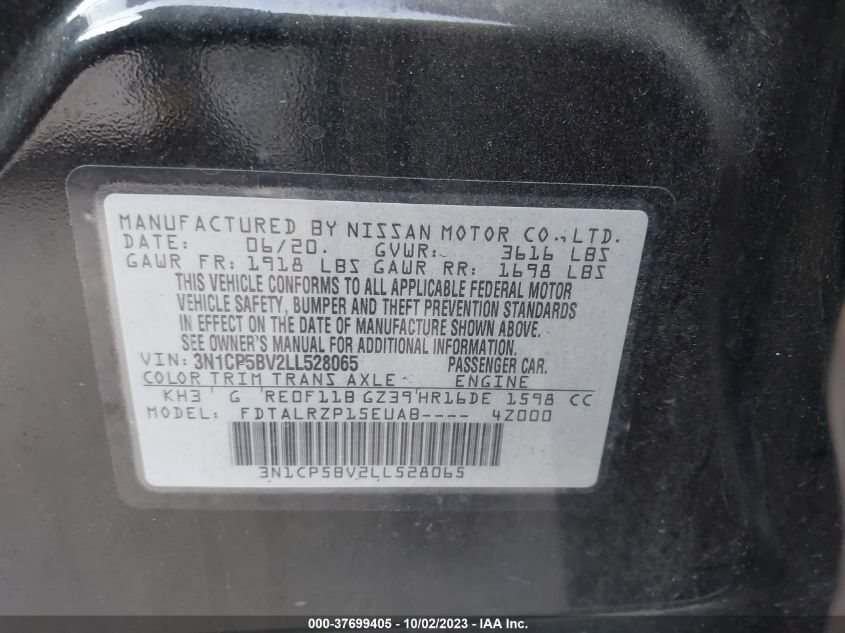 MANUFACTURED BY NISSAN MOTOR CO.,LTD.
DATE: 06/20. GVWR: 3616 LBS
GAWR FR: 1918 LBS GAWR RR: 1698 LBS
THIS VEHICLE CONFORMS TO ALL APPLICABLE FEDERAL MOTOR
VEHICLE SAFETY, BUMPER AND THEFT PREVENTION STANDARDS
IN EFFECT ON THE DATE OF MANUFACTURE SHOWN ABOVE.
SEE OWNER'S MANUAL FOR ADDITIONAL INFORMATION.
VIN: 3N1CP5BV2LL528065 PASSENGER CAR.
COLOR TRIM TRANS AXLE ENGINE
KH3 G RE0F11B GZ39 HR16DE 1598 CC
MODEL: FDTALRZP15EUAB---- 4Z000
3N1CP5BV2LL528065
000-37699405 - 10/02/2023 - IAA Inc.